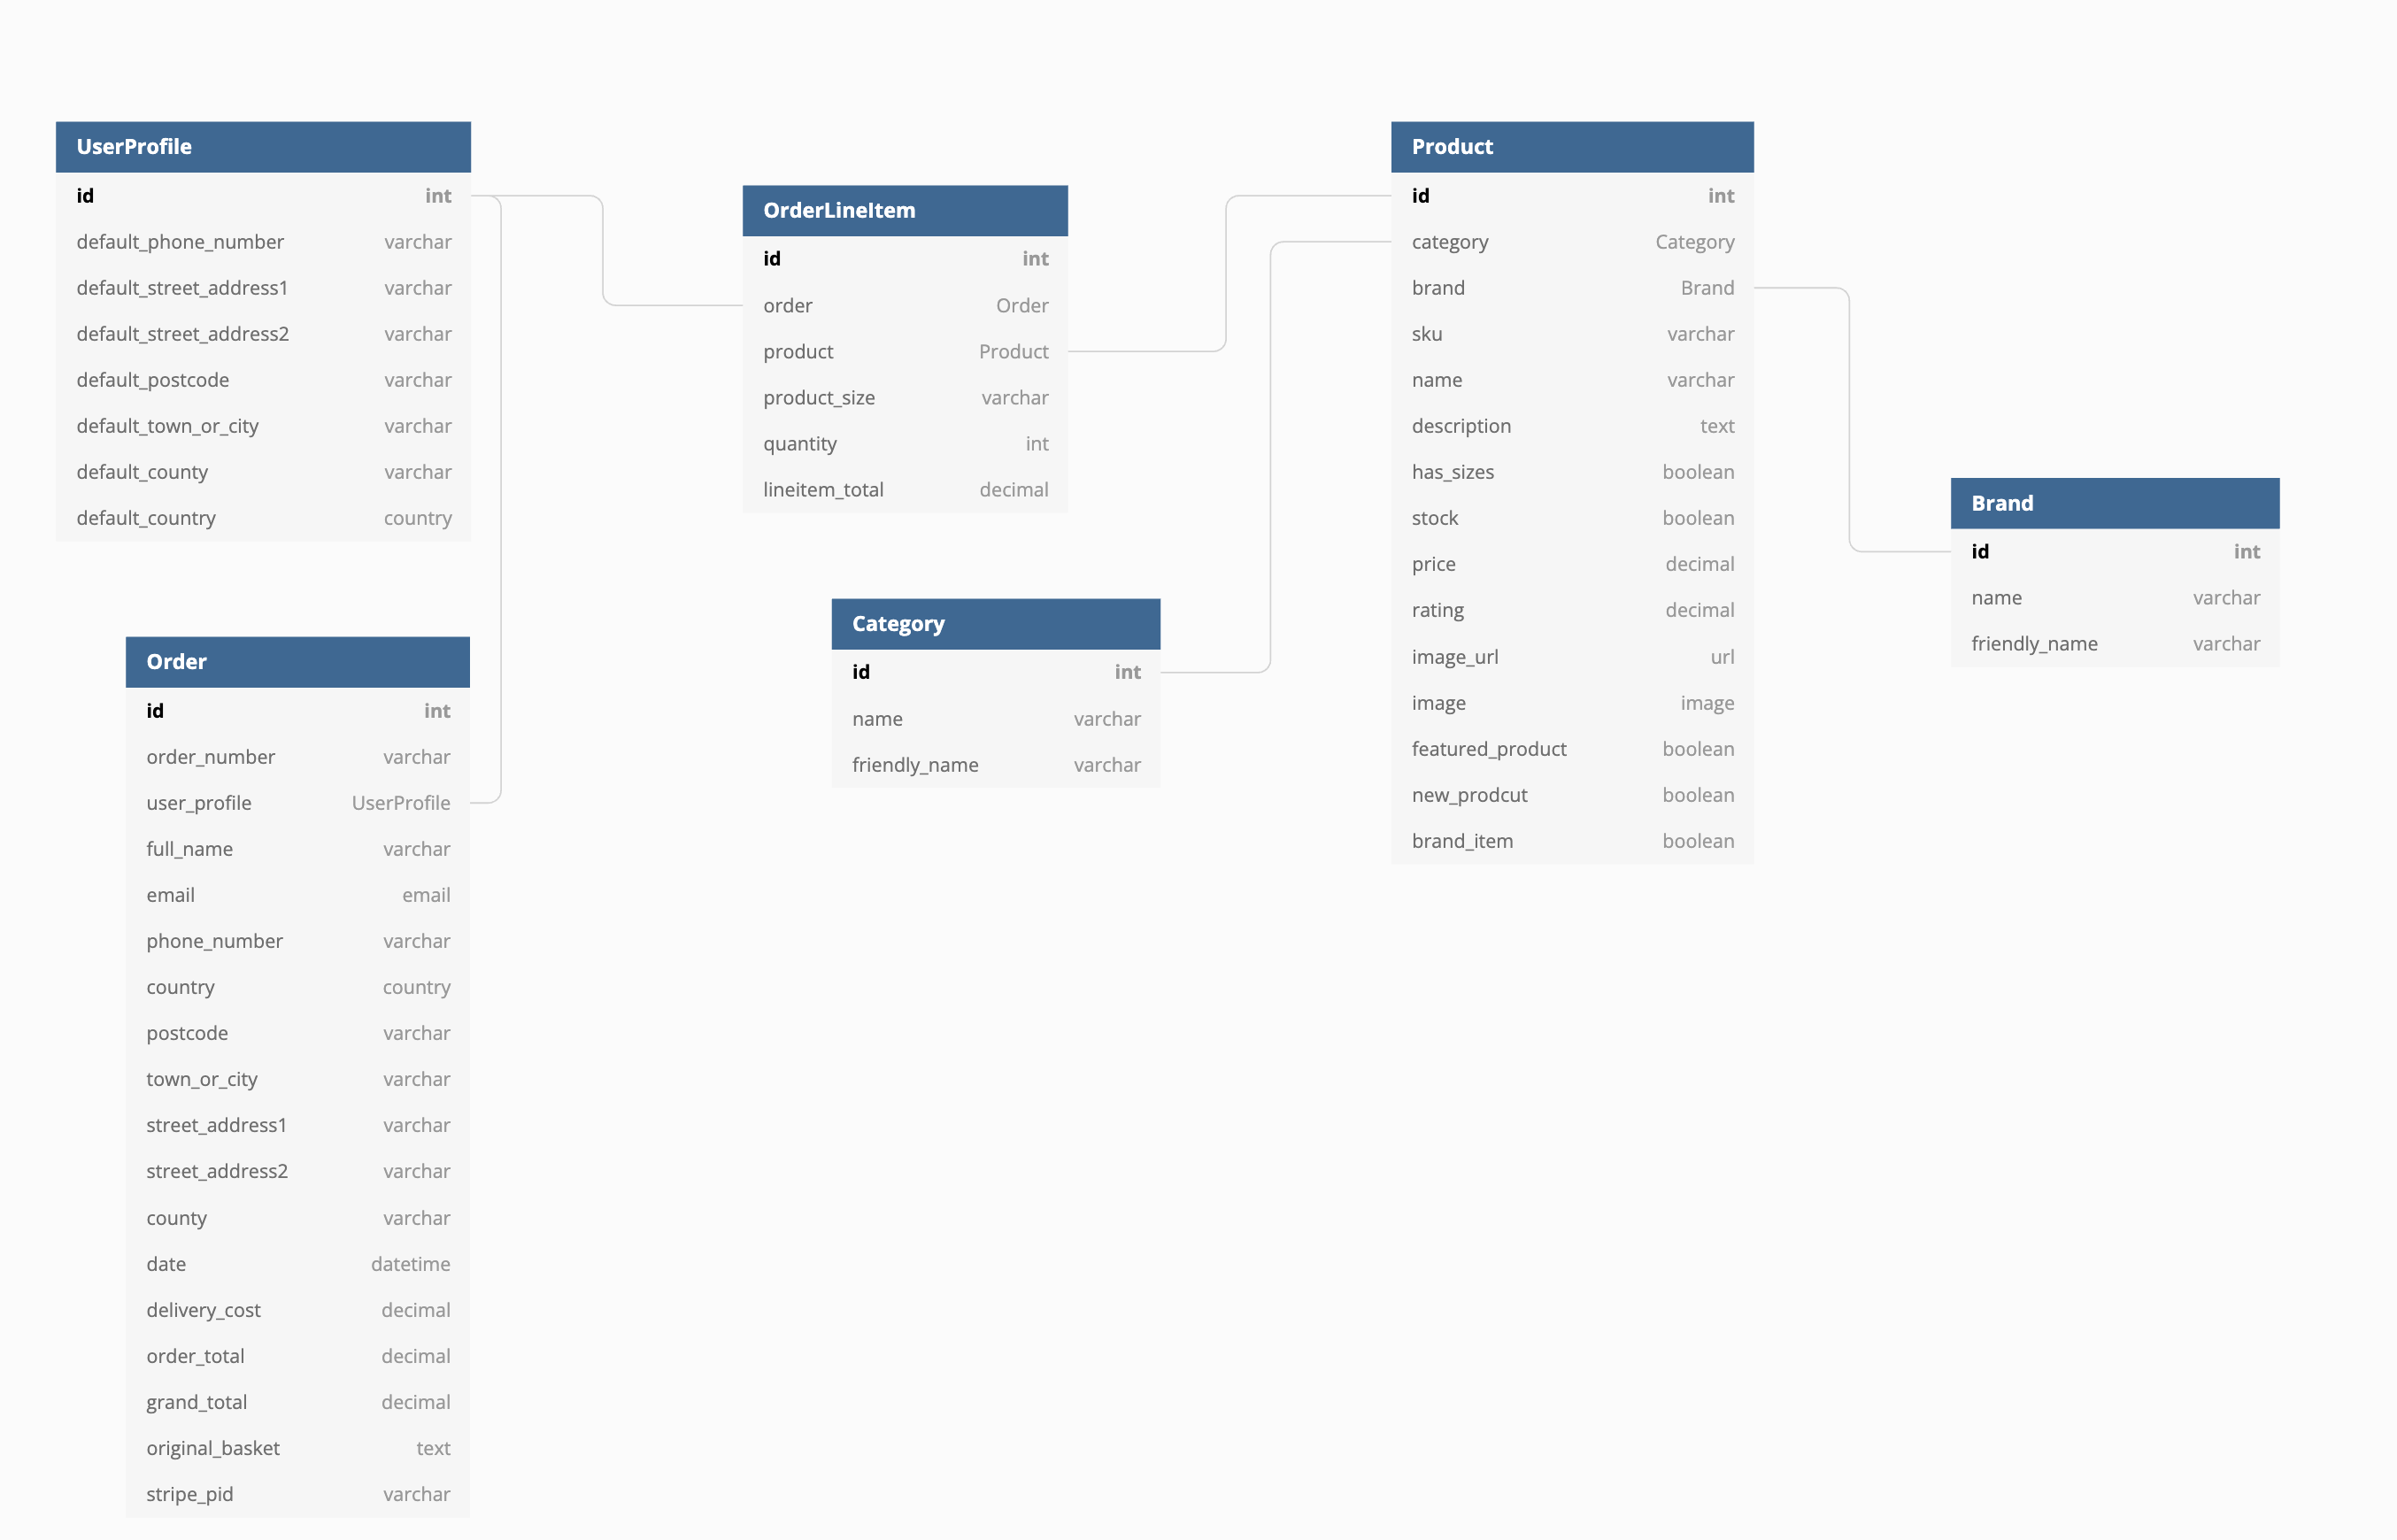 UserProfile
id int
default_phone_number varchar
default_street_address1 varchar
default_street_address2 varchar
default_postcode varchar
default_town_or_city varchar
default_county varchar
default_country country
Order
id int
order_number varchar
user_profile UserProfile
full_name varchar
email email
phone_number varchar
country country
postcode varchar
town_or_city varchar
street_address1 varchar
street_address2 varchar
county varchar
date datetime
delivery_cost decimal
order_total decimal
grand_total decimal
original_basket text
stripe_pid varchar
OrderLineItem
id int
order Order
product Product
product_size varchar
quantity int
lineitem_total decimal
Category
id int
name varchar
friendly_name varchar
Product
id int
category Category
brand Brand
sku varchar
name varchar
description text
has_sizes boolean
stock boolean
price decimal
rating decimal
image_url url
image image
featured_product boolean
new_prodcut boolean
brand_item boolean
Brand
id int
name varchar
friendly_name varchar